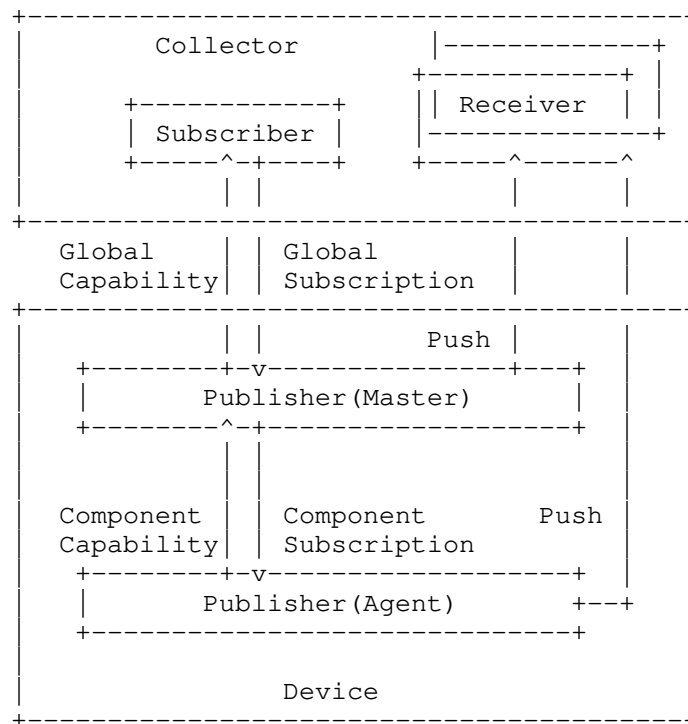 Collector
Receiver
Subscriber
Global Global
Capability Subscription
Push
Publisher(Master)
Component Component Push
Capability Subscription
Publisher(Agent)
Device